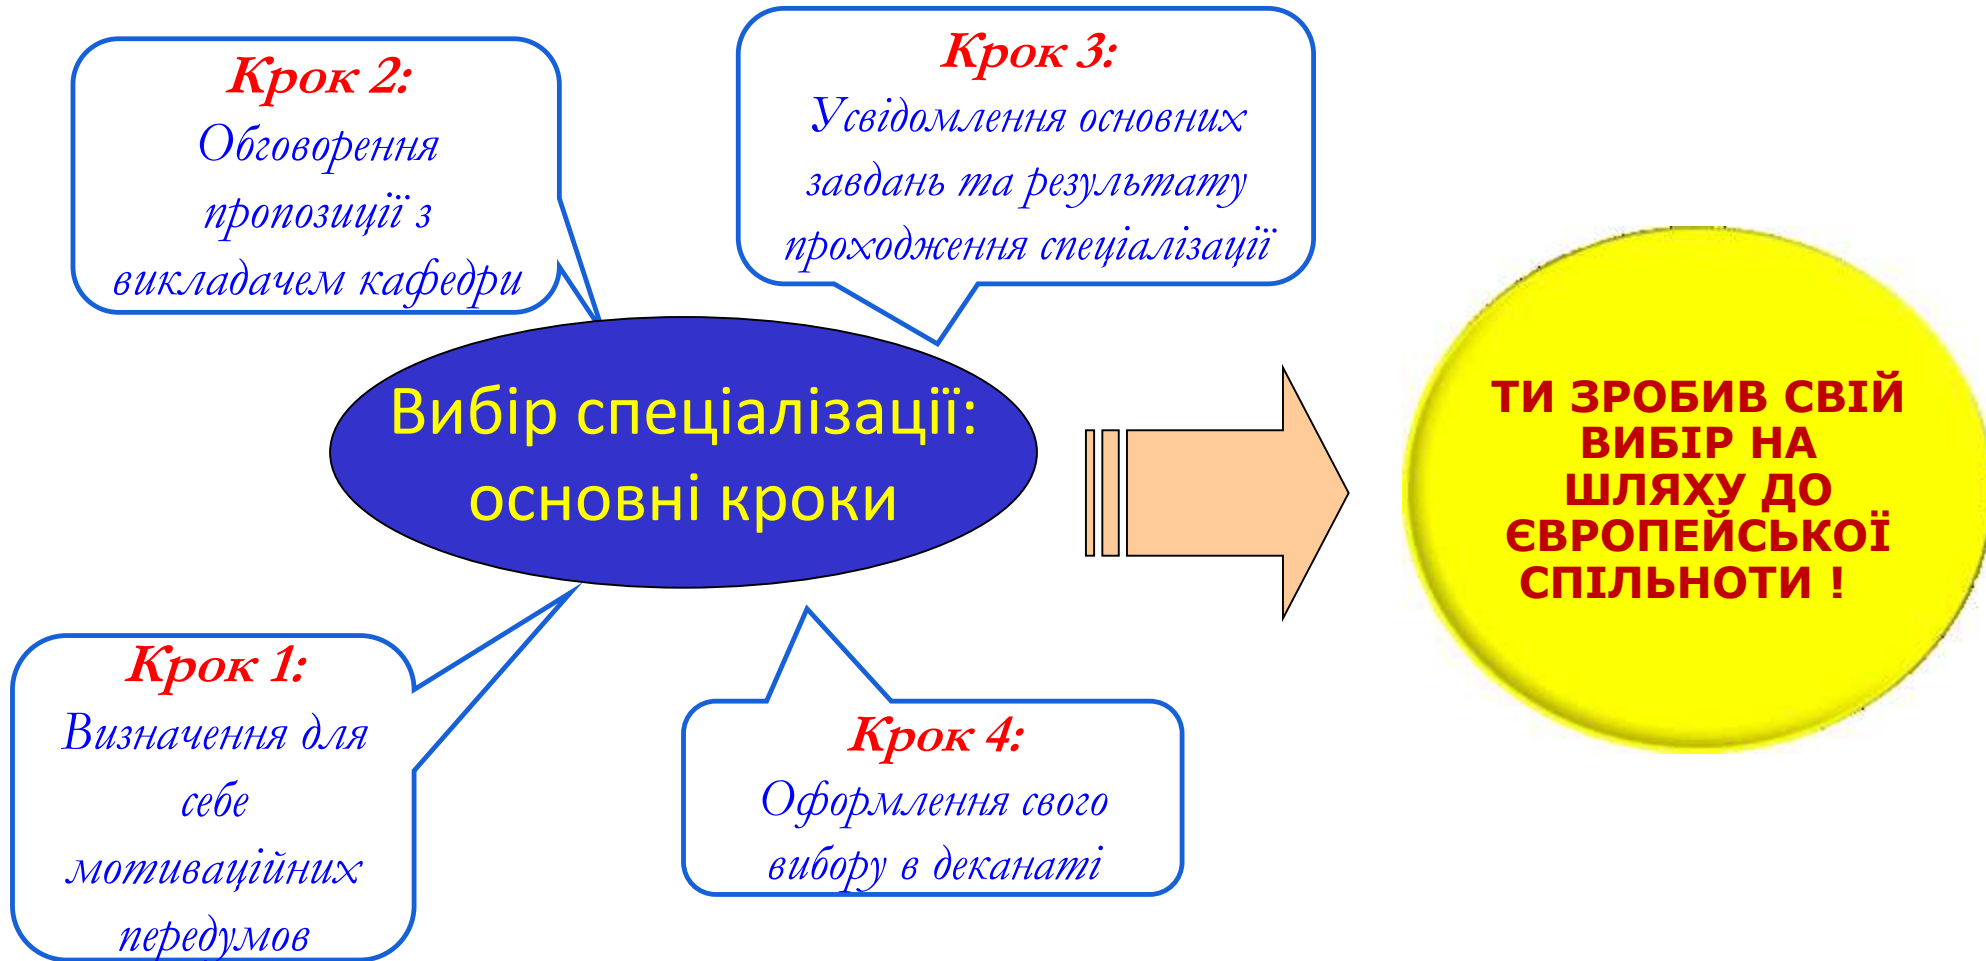 Крок 2:
Обговорення
пропозиції з
викладачем кафедри
Крок 3:
Усвідомлення основних
завдань та результату
проходження спеціалізації
Вибір спеціалізації:
основні кроки
ТИ ЗРОБИВ СВІЙ
ВИБІР НА
ШЛЯХУ ДО
ЄВРОПЕЙСЬКОЇ
СПІЛЬНОТИ !
Крок 1:
Визначення для
себе
мотиваційних
передумов
Крок 4:
Оформлення свого
вибору в деканаті